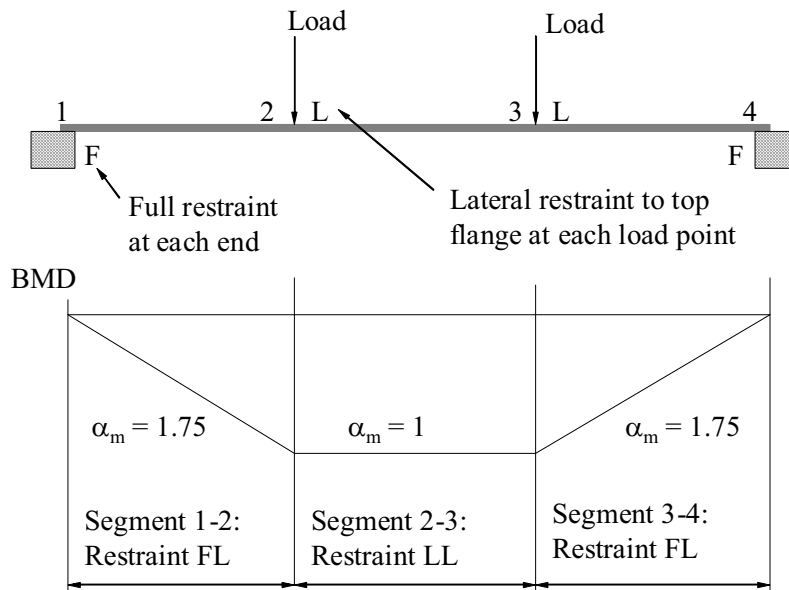 Load
Load
1
2
L
3
L
4
F
F
Full restraint
at each end
Lateral restraint to top
flange at each load point
BMD
αm = 1.75
αm = 1
αm = 1.75
Segment 1-2:
Restraint FL
Segment 2-3:
Restraint LL
Segment 3-4:
Restraint FL